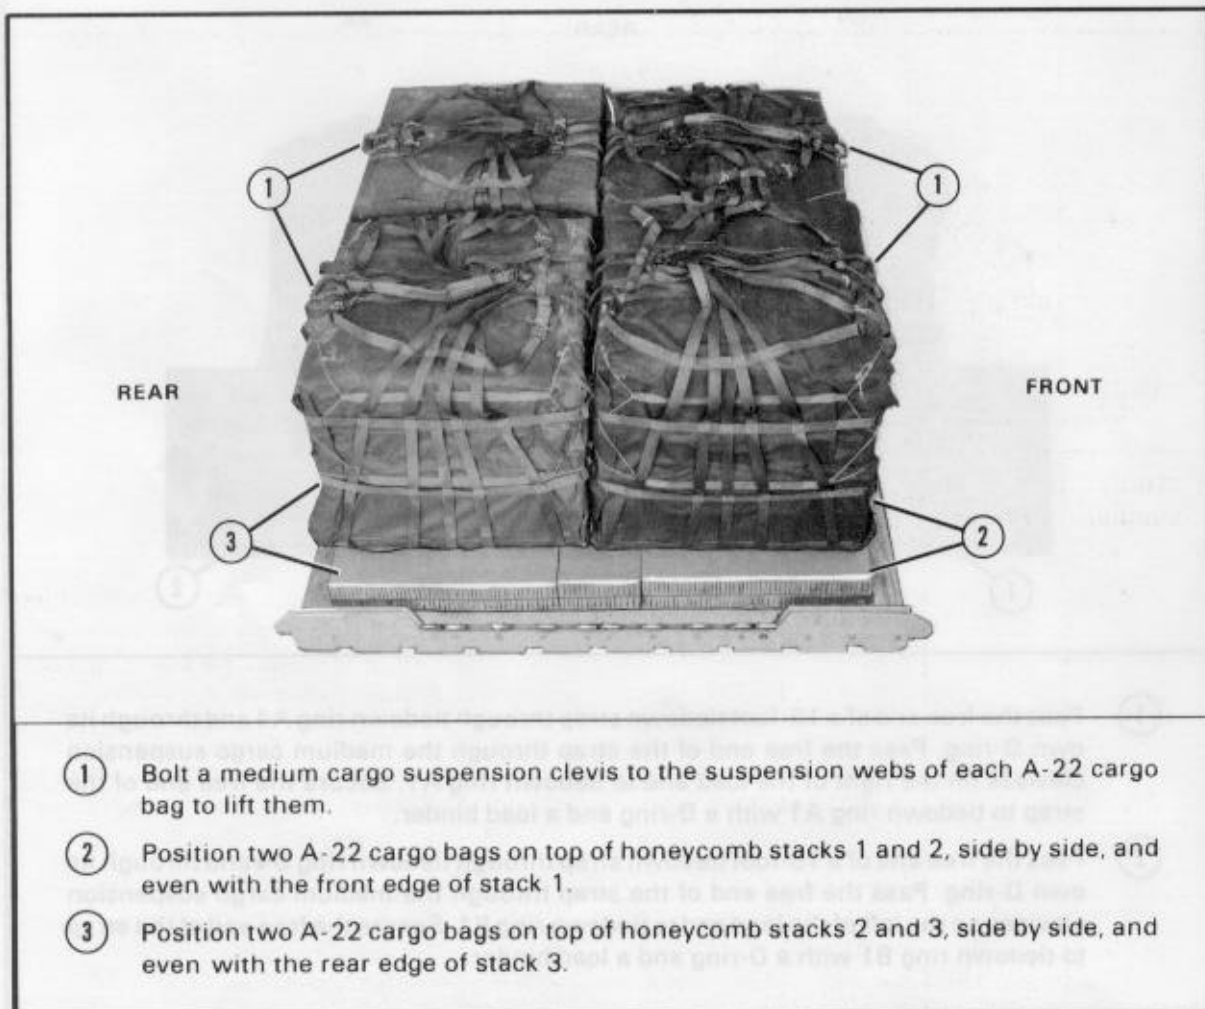 1
1
REAR
FRONT
3
2
1 Bolt a medium cargo suspension clevis to the suspension webs of each A-22 cargo
bag to lift them.
2 Position two A-22 cargo bags on top of honeycomb stacks 1 and 2, side by side, and
even with the front edge of stack 1.
3 Position two A-22 cargo bags on top of honeycomb stacks 2 and 3, side by side, and
even with the rear edge of stack 3.